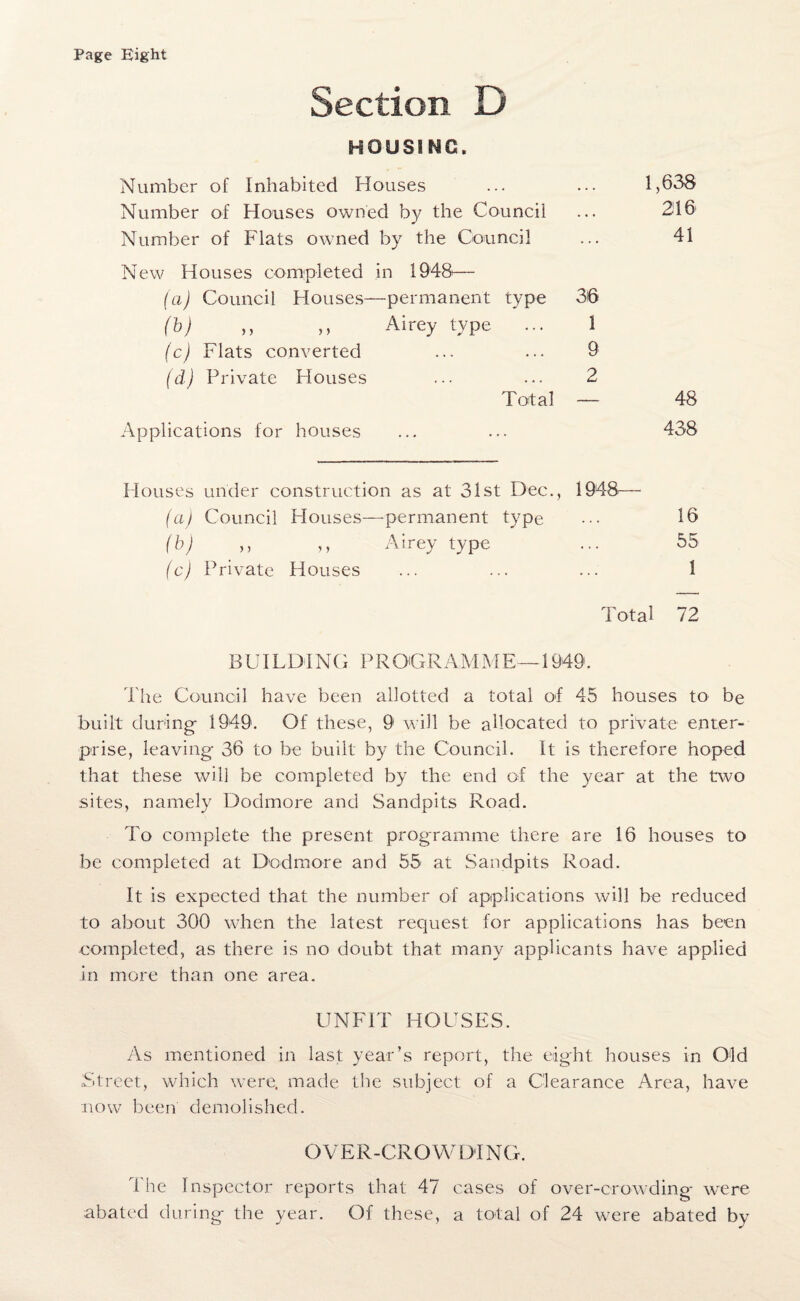 Page Eight
Section D
HOUSING.
Number of Inhabited Houses ... ... 1,638
Number of Houses owned by the Council ... 216
Number of Flats owned by the Council ... 41
New Houses completed in 1948—
(a) Council Houses—permanent type 36
(b) ,, ,, Airey type ... 1
(c) Flats converted ... ... 9
(d) Private Houses ... ... 2
Total — 48
Applications for houses ... ... 438
Houses under construction as at 31st Dec., 1948—
(a) Council Houses—permanent type ... 16
(b) ,, ,, Airey type ... 55
(c) Private Houses ... ... ... 1
Total 72
BUILDING PROGRAMME—1949.
The Council have been allotted a total of 45 houses to be
built during 1949. Of these, 9 will be allocated to private enter-
prise, leaving 36 to be built by the Council. It is therefore hoped
that these will be completed by the end of the year at the two
sites, namely Dodmore and Sandpits Road.
To complete the present programme there are 16 houses to
be completed at Dodmore and 55 at Sandpits Road.
It is expected that the number of applications will be reduced
to about 300 when the latest request for applications has been
completed, as there is no doubt that many applicants have applied
in more than one area.
UNFIT HOUSES.
As mentioned in last year's report, the eight houses in Old
Street, which were, made the subject of a Clearance Area, have
now been demolished.
OVER-CROWDING.
The Inspector reports that 47 cases of over-crowding were
abated during the year. Of these, a total of 24 were abated by